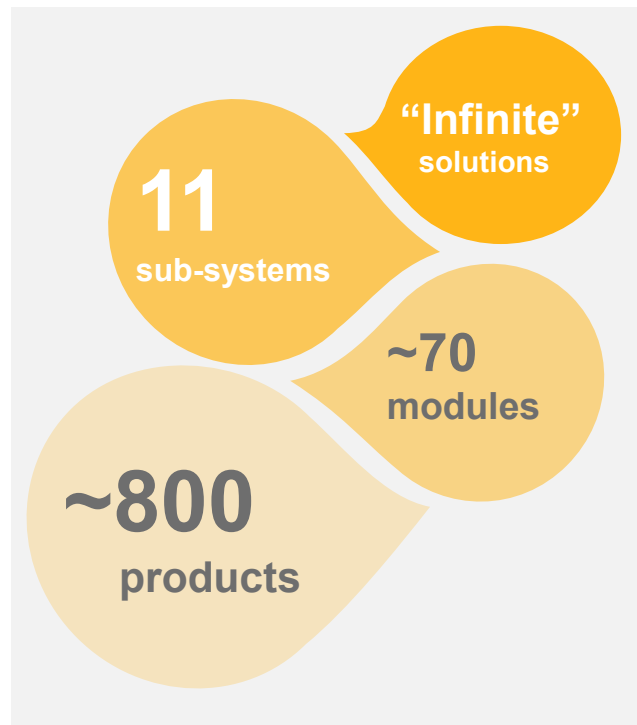 “Infinite”
solutions
11
sub-systems
~70
modules
~800
products